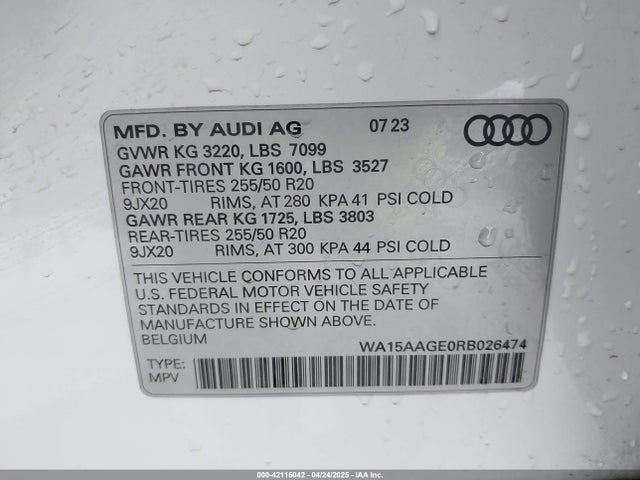 MFD. BY AUDI AG 07 23
GVWR KG 3220, LBS 7099
GAWR FRONT KG 1600, LBS 3527
FRONT-TIRES 255/50 R20
9JX20 RIMS, AT 280 KPA 41 PSI COLD
GAWR REAR KG 1725, LBS 3803
REAR-TIRES 255/50 R20
9JX20 RIMS, AT 300 KPA 44 PSI COLD
THIS VEHICLE CONFORMS TO ALL APPLICABLE
U.S. FEDERAL MOTOR VEHICLE SAFETY
STANDARDS IN EFFECT ON THE DATE OF
MANUFACTURE SHOWN ABOVE.
BELGIUM WA15AAGE0RB026474
TYPE:
MPV
000-42116042 - 04/24/2025 - IAAI.com